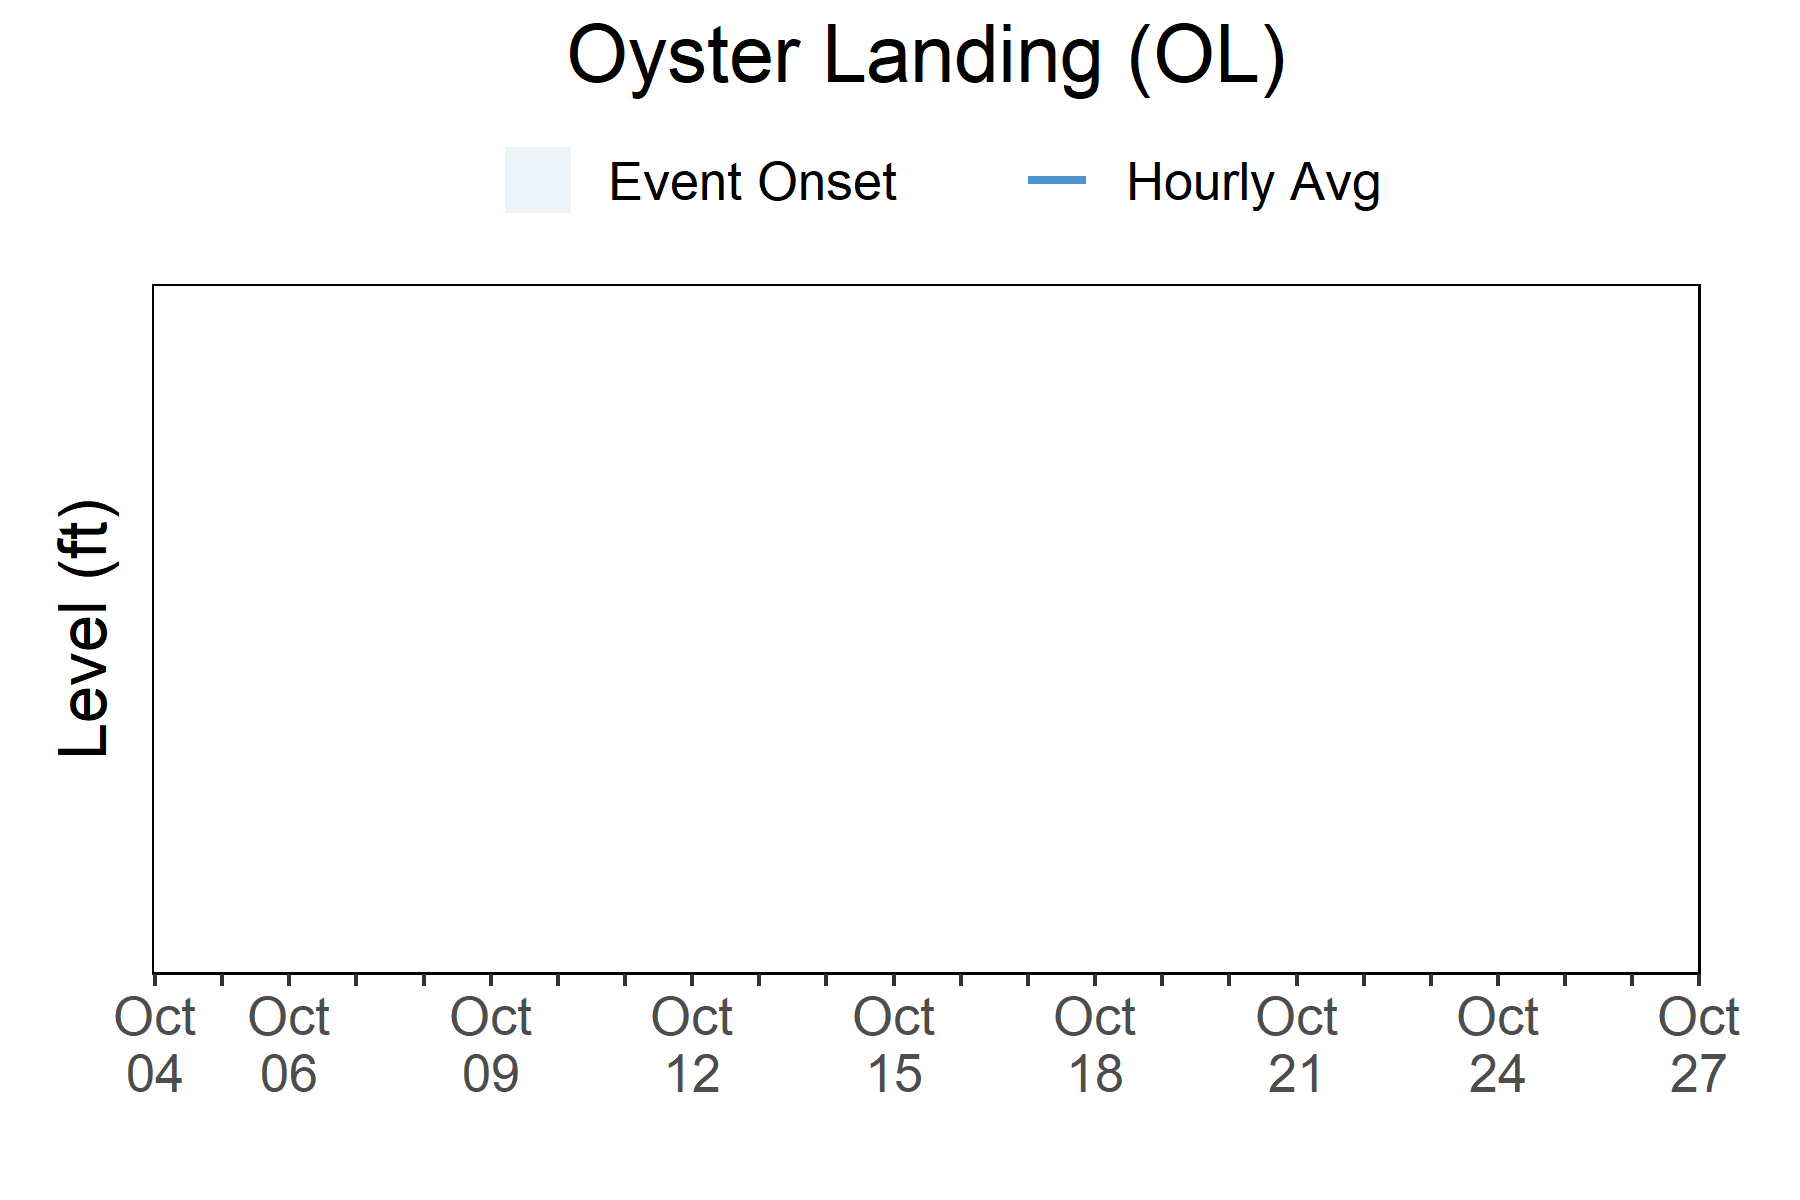 Oyster Landing (OL)
Event Onset Hourly Avg
Level (ft)
Oct Oct Oct Oct Oct Oct Oct Oct Oct
04 06 09 12 15 18 21 24 27